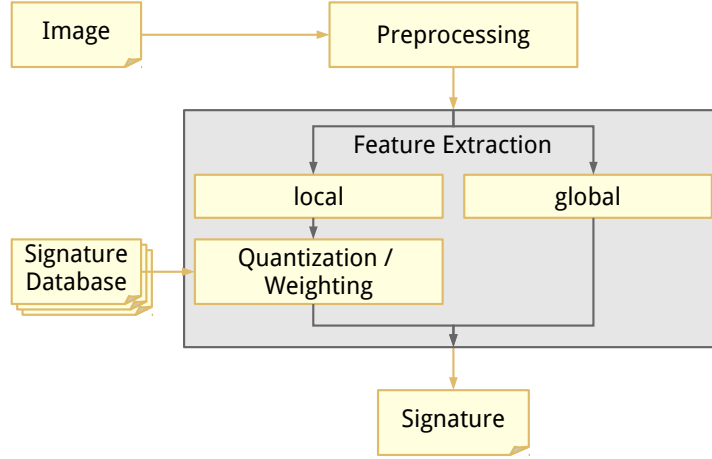 Image
Preprocessing
Feature Extraction
local
global
Signature
Database
Quantization /
Weighting
Signature